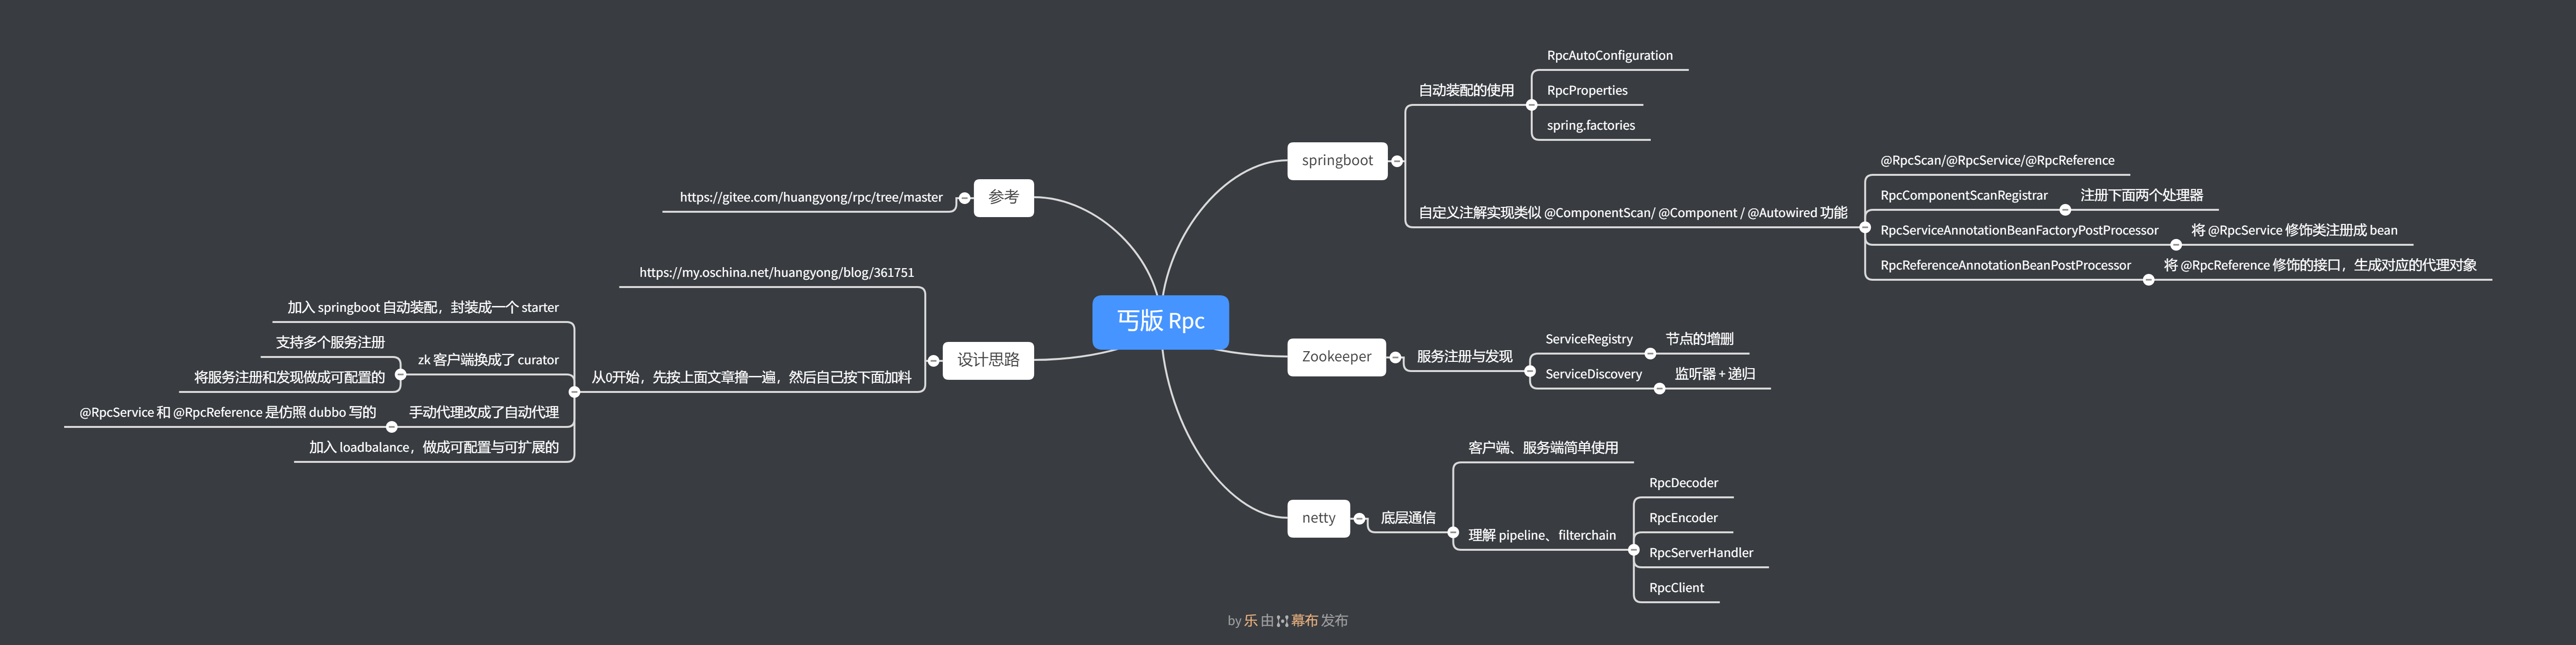 丐版 Rpc
springboot
自动装配的使用
RpcAutoConfiguration
RpcProperties
spring.factories
自定义注解实现类似 @ComponentScan/ @Component / @Autowired 功能
@RpcScan/@RpcService/@RpcReference
RpcComponentScanRegistrar
注册下面两个处理器
RpcServiceAnnotationBeanFactoryPostProcessor
将 @RpcService 修饰类注册成 bean
RpcReferenceAnnotationBeanPostProcessor
将 @RpcReference 修饰的接口，生成对应的代理对象
Zookeeper
服务注册与发现
ServiceRegistry
节点的增删
ServiceDiscovery
监听器 + 递归
netty
底层通信
客户端、服务端简单使用
理解 pipeline、filterchain
RpcDecoder
RpcEncoder
RpcServerHandler
RpcClient
参考
https://gitee.com/huangyong/rpc/tree/master
设计思路
https://my.oschina.net/huangyong/blog/361751
从0开始，先按上面文章撸一遍，然后自己按下面加料
加入 springboot 自动装配，封装成一个 starter
zk 客户端换成了 curator
支持多个服务注册
将服务注册和发现做成可配置的
手动代理改成了自动代理
@RpcService 和 @RpcReference 是仿照 dubbo 写的
加入 loadbalance，做成可配置与可扩展的
by 乐 由 幕布 发布